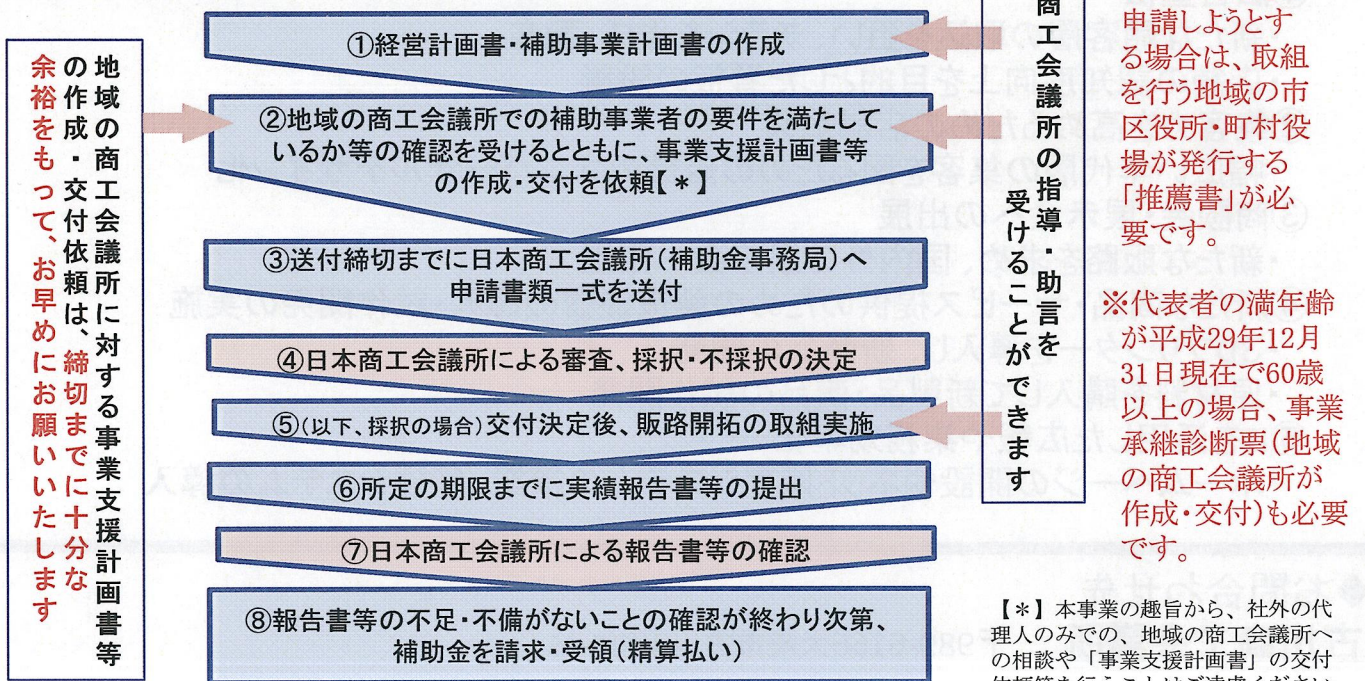 ①経営計画書・補助事業計画書の作成
②地域の商工会議所での補助事業者の要件を満たして
いるか等の確認を受けるとともに、事業支援計画書等
の作成・交付を依頼【＊】
③送付締切までに日本商工会議所(補助金事務局)へ
申請書類一式を送付
④日本商工会議所による審査、採択・不採択の決定
⑤(以下、採択の場合)交付決定後、販路開拓の取組実施
⑥所定の期限までに実績報告書等の提出
⑦日本商工会議所による報告書等の確認
⑧報告書等の不足・不備がないことの確認が終わり次第、
補助金を請求・受領(精算払い)
地域の商工会議所に対する事業支援計画書等
の作成・交付依頼は、締切までに十分な
余裕をもって、お早めにお願いいたします
商工会議所の指導・助言を
受けることができます
申請しようとす
る場合は、取組
を行う地域の市
区役所・町村役
場が発行する
「推薦書」が必
要です。
※代表者の満年齢
が平成29年12月
31日現在で60歳
以上の場合、事業
承継診断票(地域
の商工会議所が
作成・交付)も必要
です。
【＊】本事業の趣旨から、社外の代
理人のみでの、地域の商工会議所へ
の相談や「事業支援計画書」の交付